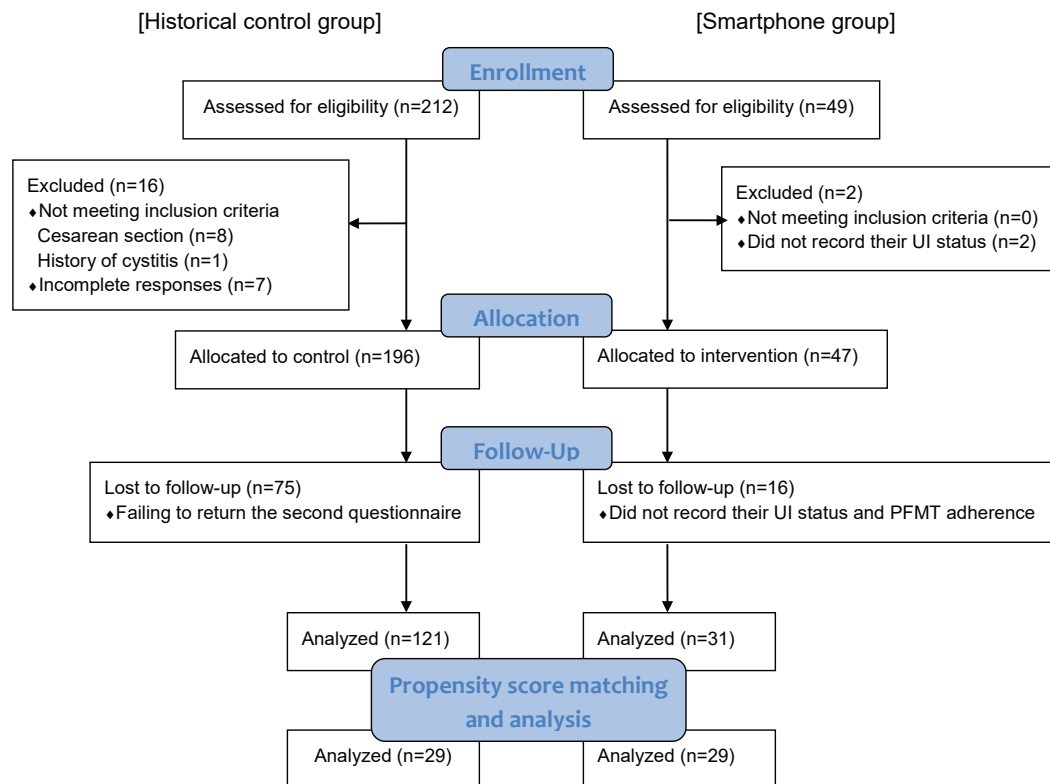 [Historical control group]
[Smartphone group]
Enrollment
Assessed for eligibility (n=212)
Assessed for eligibility (n=49)
Excluded (n=16)
♦Not meeting inclusion criteria
Cesarean section (n=8)
History of cystitis (n=1)
♦Incomplete responses (n=7)
Excluded (n=2)
♦Not meeting inclusion criteria (n=0)
♦Did not record their UI status (n=2)
Allocation
Allocated to control (n=196)
Allocated to intervention (n=47)
Follow-Up
Lost to follow-up (n=75)
♦Failing to return the second questionnaire
Lost to follow-up (n=16)
♦Did not record their UI status and PFMT adherence
Analyzed (n=121)
Analyzed (n=31)
Propensity score matching
and analysis
Analyzed (n=29)
Analyzed (n=29)